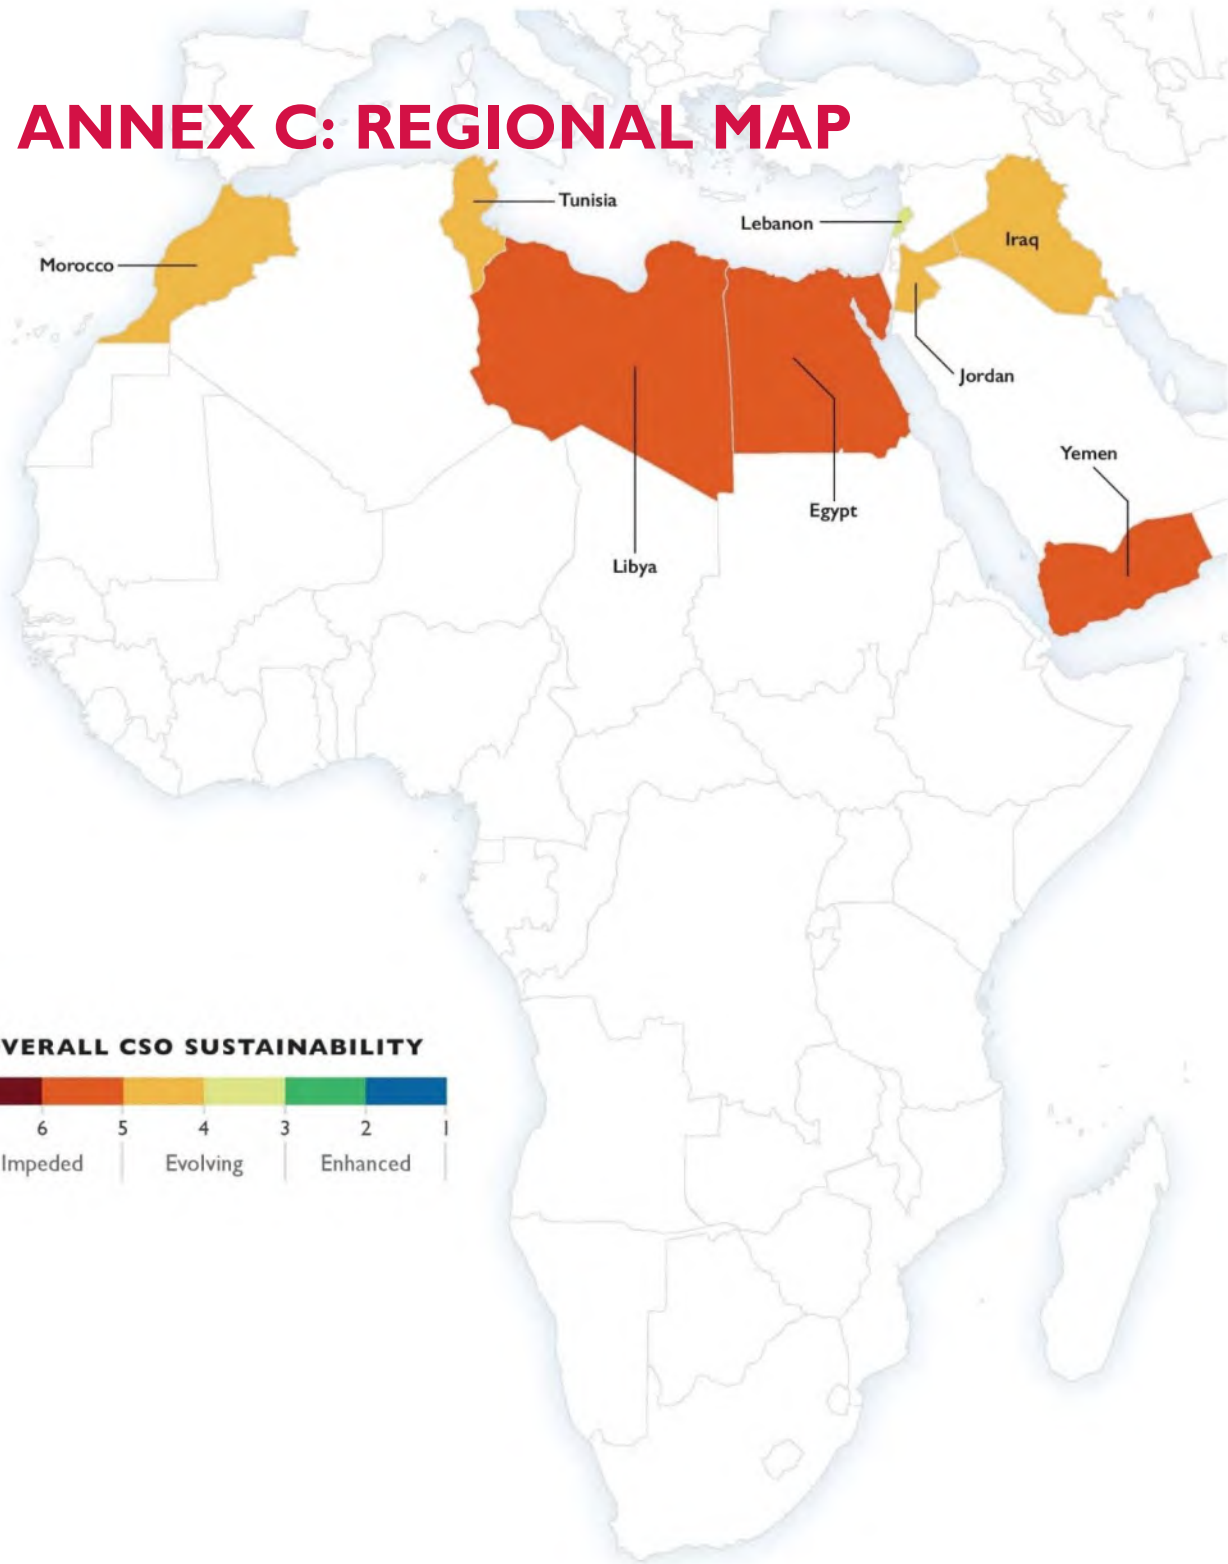 ANNEX C: REGIONAL MAP
Tunisia
Lebanon
Iraq
Morocco
Jordan
Yemen
Egypt
Libya
VERALL CSO SUSTAINABILITY
6 5 4 3 2 1
Impeded Evolving Enhanced